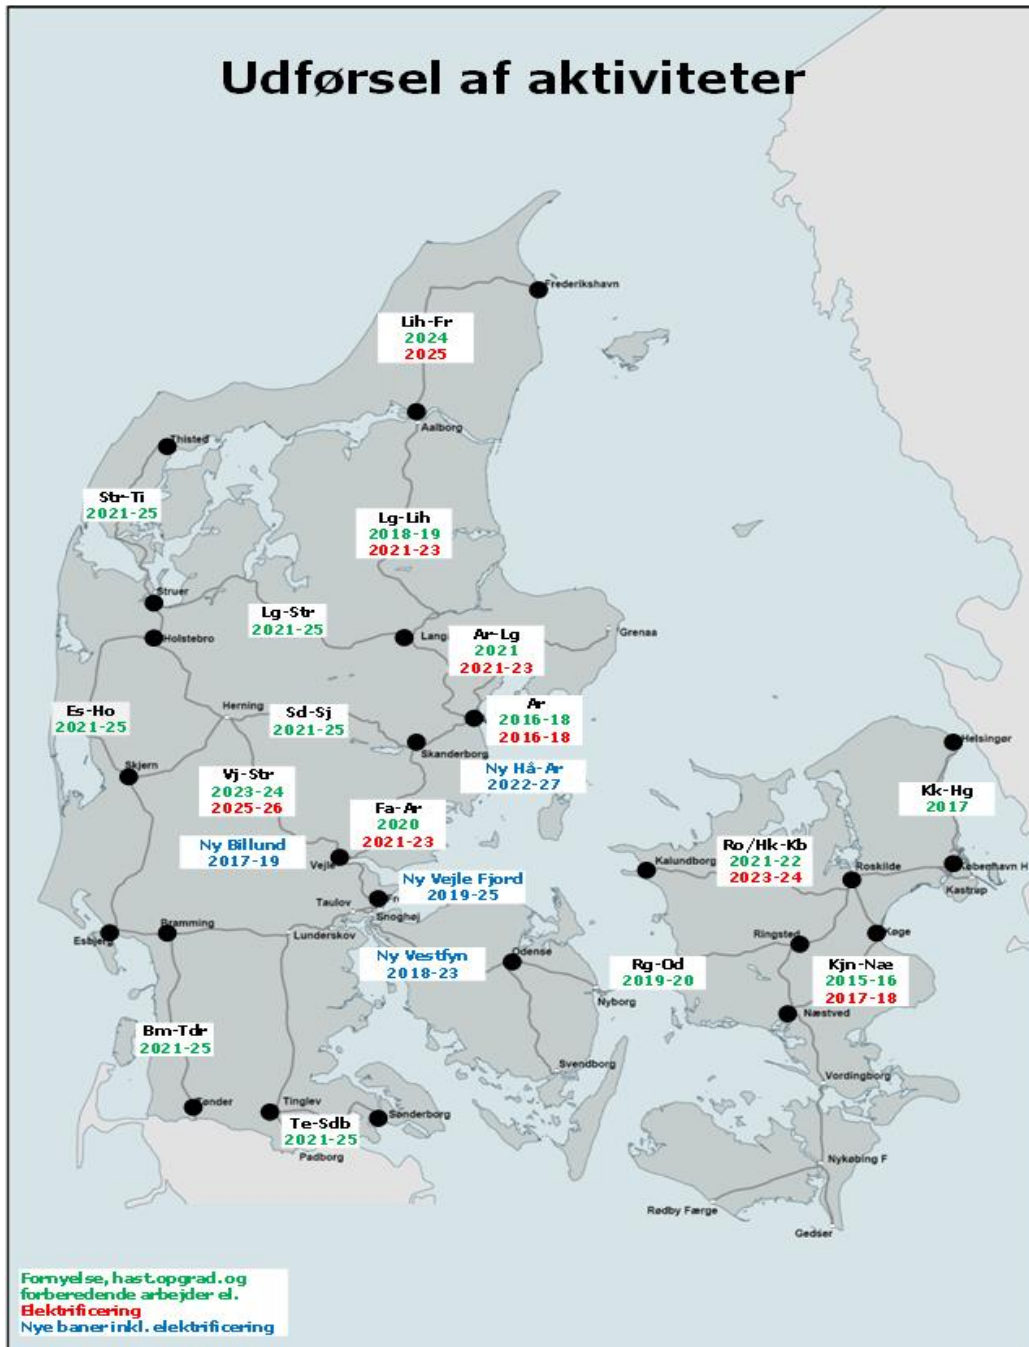 Udførsel af aktiviteter
Frederikshavn
Lih-Fr
2024
2025
Aalborg
Thisted
Str-Ti
2021-25
Lg-Lih
2018-19
2021-23
Struer
Lg-Str
2021-25
Holstebro
Lang
Ar-Lg
2021
2021-23
Grenaa
Es-Ho
2021-25
Herning
Sd-Sj
2021-25
Ar
2016-18
2016-18
Skanderborg
Ny Hå-Ar
2022-27
Skjern
Vj-Str
2023-24
2025-26
Fa-Ar
2020
2021-23
Helsingør
Kk-Hg
2017
Ny Billund
2017-19
Vejle
Ny Vejle Fjord
2019-25
Taulov
Fr
Snoghøj
Ro/Hk-Kb
2021-22
2023-24
Kalundborg
Roskilde
København H
Kastrup
Esbjerg
Bramming
Lunderskov
Ny Vestfyn
2018-23
Odense
Nyborg
Svendborg
Rg-Od
2019-20
Ringsted
Køge
Kjn-Næ
2015-16
2017-18
Næstved
Vordingborg
Bm-Tdr
2021-25
Tønder
Tinglev
Te-Sdb
2021-25
Sønderborg
Padborg
Nykøbing F
Rødby Færge
Gedser
Fornyelse, hast.opgrad. og
forberedende arbejder el.
Elektrificering
Nye baner inkl. elektrificering